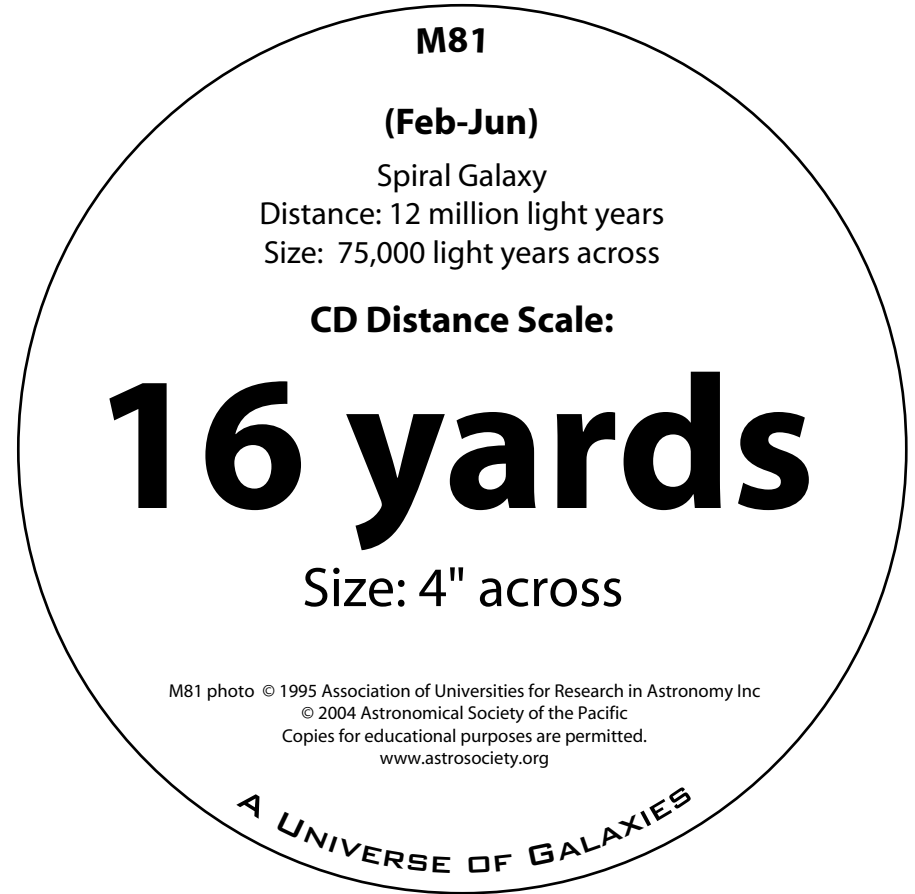 M81
(Feb-Jun)
Spiral Galaxy
Distance: 12 million light years
Size:  75,000 light years across
CD Distance Scale:
16 yards
Size: 4" across
M81 photo  © 1995 Association of Universities for Research in Astronomy Inc
© 2004 Astronomical Society of the Pacific
Copies for educational purposes are permitted.
www.astrosociety.org
A Universe of Galaxies